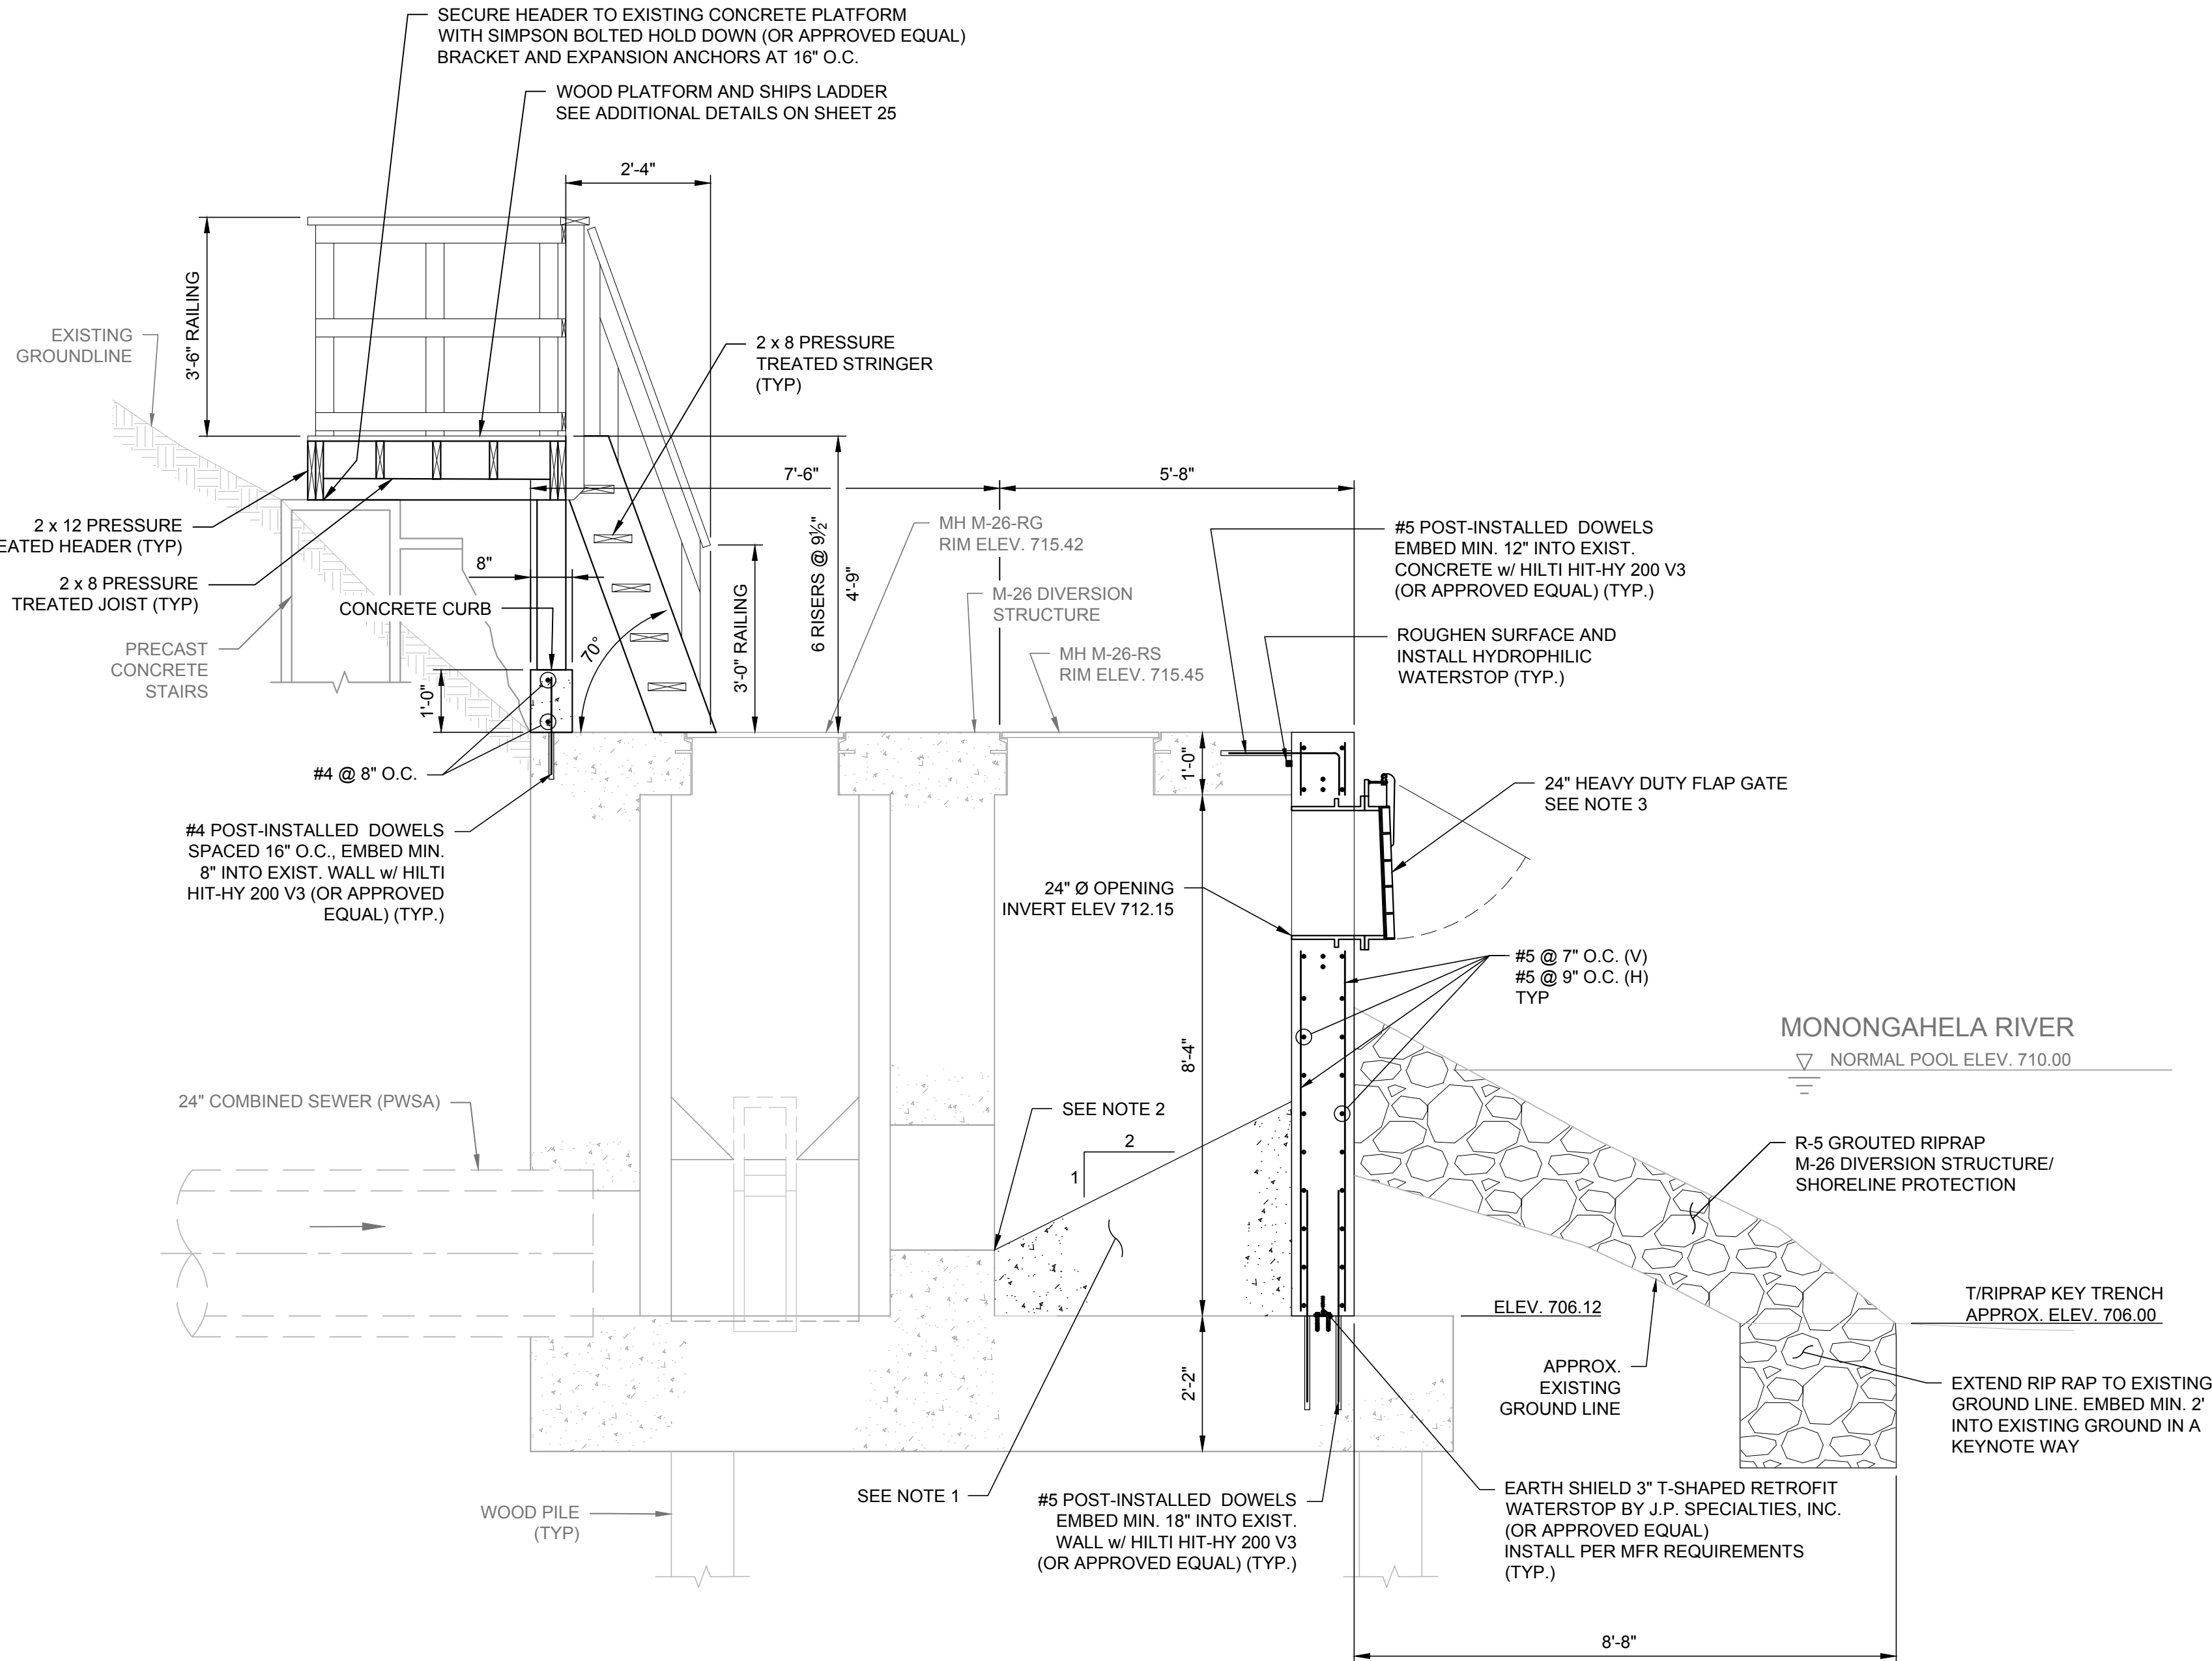 SECURE HEADER TO EXISTING CONCRETE PLATFORM
WITH SIMPSON BOLTED HOLD DOWN (OR APPROVED EQUAL)
BRACKET AND EXPANSION ANCHORS AT 16" O.C.
WOOD PLATFORM AND SHIPS LADDER
SEE ADDITIONAL DETAILS ON SHEET 25
2'-4"
3'-6" RAILING
EXISTING
GROUNDLINE
2 x 8 PRESSURE
TREATED STRINGER
(TYP)
7'-6"
5'-8"
2 x 12 PRESSURE
EATED HEADER (TYP)
2 x 8 PRESSURE
TREATED JOIST (TYP)
8"
CONCRETE CURB
PRECAST
CONCRETE
STAIRS
1'-0"
70°
3'-0" RAILING
6 RISERS @ 9½"
4'-9"
MH M-26-RG
RIM ELEV. 715.42
M-26 DIVERSION
STRUCTURE
MH M-26-RS
RIM ELEV. 715.45
#5 POST-INSTALLED DOWELS
EMBED MIN. 12" INTO EXIST.
CONCRETE w/ HILTI HIT-HY 200 V3
(OR APPROVED EQUAL) (TYP.)
ROUGHEN SURFACE AND
INSTALL HYDROPHILIC
WATERSTOP (TYP.)
#4 @ 8" O.C.
1'-0"
24" HEAVY DUTY FLAP GATE
SEE NOTE 3
#4 POST-INSTALLED DOWELS
SPACED 16" O.C., EMBED MIN.
8" INTO EXIST. WALL w/ HILTI
HIT-HY 200 V3 (OR APPROVED
EQUAL) (TYP.)
24" Ø OPENING
INVERT ELEV 712.15
#5 @ 7" O.C. (V)
#5 @ 9" O.C. (H)
TYP
MONONGAHELA RIVER
NORMAL POOL ELEV. 710.00
8'-4"
24" COMBINED SEWER (PWSA)
SEE NOTE 2
2
1
R-5 GROUTED RIPRAP
M-26 DIVERSION STRUCTURE/
SHORELINE PROTECTION
ELEV. 706.12
T/RIPRAP KEY TRENCH
APPROX. ELEV. 706.00
2'-2"
APPROX.
EXISTING
GROUND LINE
EXTEND RIP RAP TO EXISTING
GROUND LINE. EMBED MIN. 2'
INTO EXISTING GROUND IN A
KEYNOTE WAY
SEE NOTE 1
WOOD PILE
(TYP)
#5 POST-INSTALLED DOWELS
EMBED MIN. 18" INTO EXIST.
WALL w/ HILTI HIT-HY 200 V3
(OR APPROVED EQUAL) (TYP.)
EARTH SHIELD 3" T-SHAPED RETROFIT
WATERSTOP BY J.P. SPECIALTIES, INC.
(OR APPROVED EQUAL)
INSTALL PER MFR REQUIREMENTS
(TYP.)
8'-8"